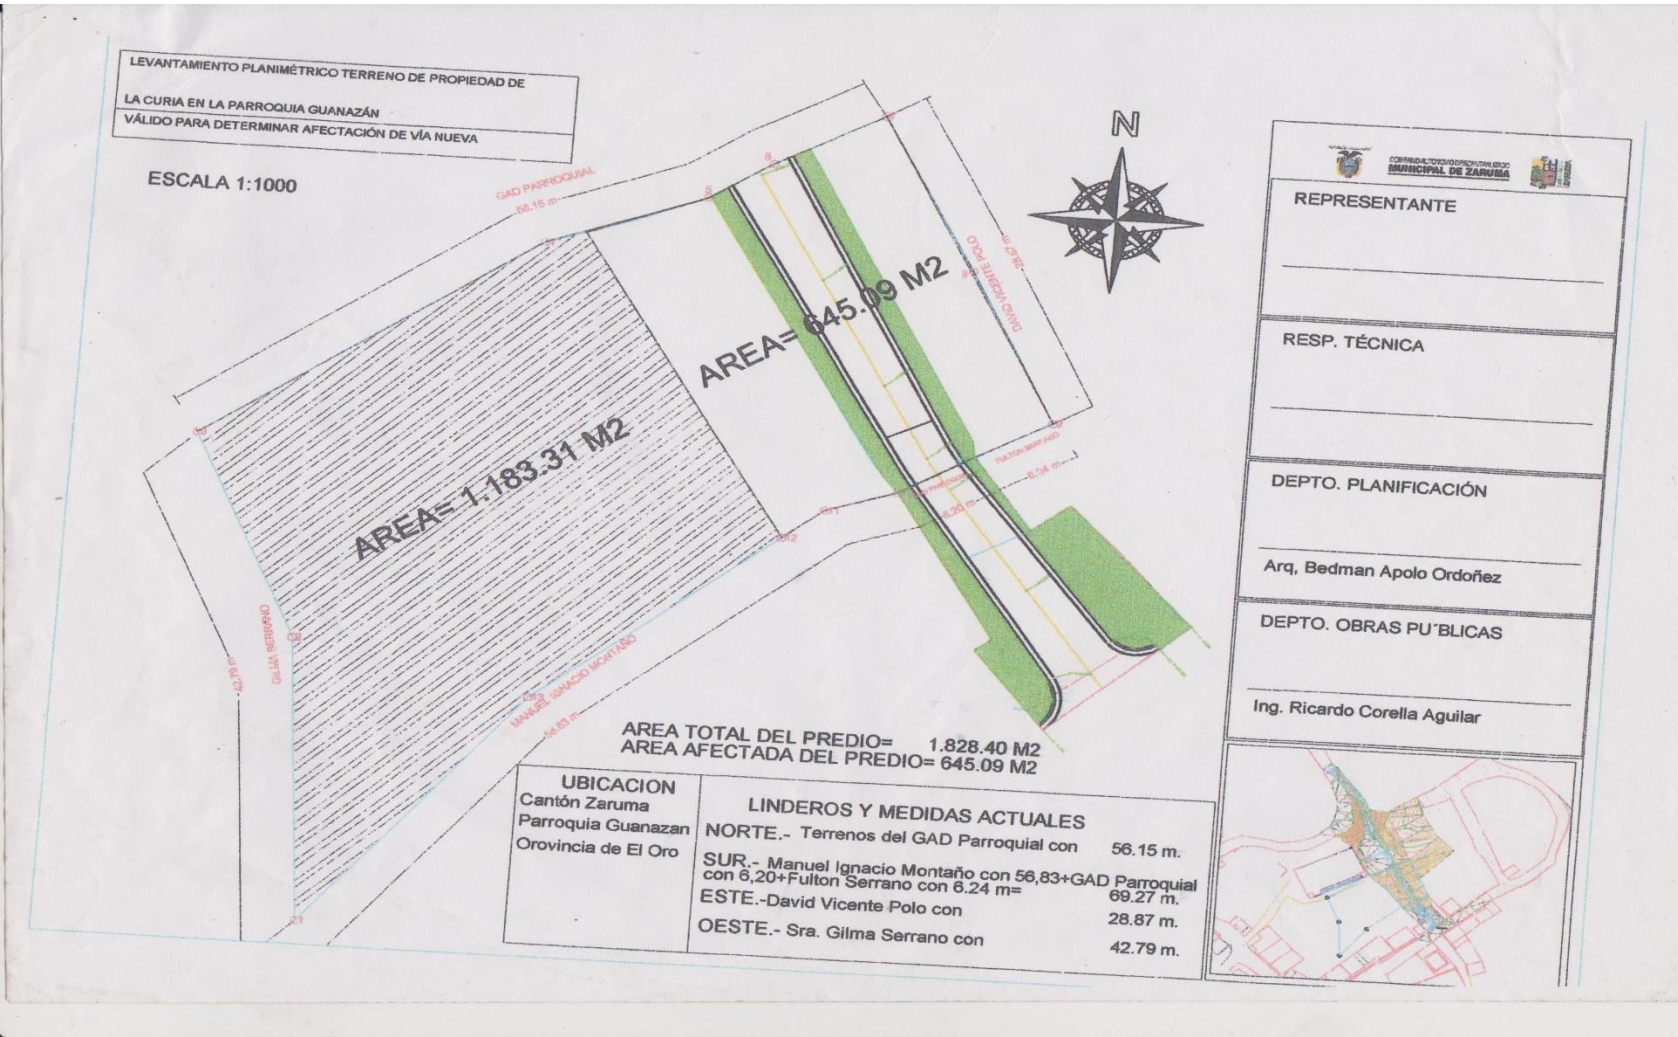 LEVANTAMIENTO PLANIMÉTRICO TERRENO DE PROPIEDAD DE
LA CURIA EN LA PARROQUIA GUANAZÁN
VÁLIDO PARA DETERMINAR AFECTACIÓN DE VÍA NUEVA
ESCALA 1:1000
GAD PARROQUIAL
56.15 m
N
DAVID VICENTE POLO
28.87 m
AREA= 645.09 M2
AREA= 1.183.31 M2
FULTON SERRANO
6.20 m
GILMA SERRANO
42.79 m
MANUEL IGNACIO MONTAÑO
56.83 m
AREA TOTAL DEL PREDIO= 1.828.40 M2
AREA AFECTADA DEL PREDIO= 645.09 M2
UBICACION
Cantón Zaruma
Parroquia Guanazan
Orovincia de El Oro
LINDEROS Y MEDIDAS ACTUALES
NORTE.- Terrenos del GAD Parroquial con 56.15 m.
SUR.- Manuel Ignacio Montaño con 56,83+GAD Parroquial
con 6,20+Fulton Serrano con 6.24 m= 69.27 m.
ESTE.-David Vicente Polo con 28.87 m.
OESTE.- Sra. Gilma Serrano con 42.79 m.
GOBIERNO AUTONOMO DESCENTRALIZADO
MUNICIPAL DE ZARUMA
REPRESENTANTE
RESP. TÉCNICA
DEPTO. PLANIFICACIÓN
Arq, Bedman Apolo Ordoñez
DEPTO. OBRAS PU´BLICAS
Ing. Ricardo Corella Aguilar